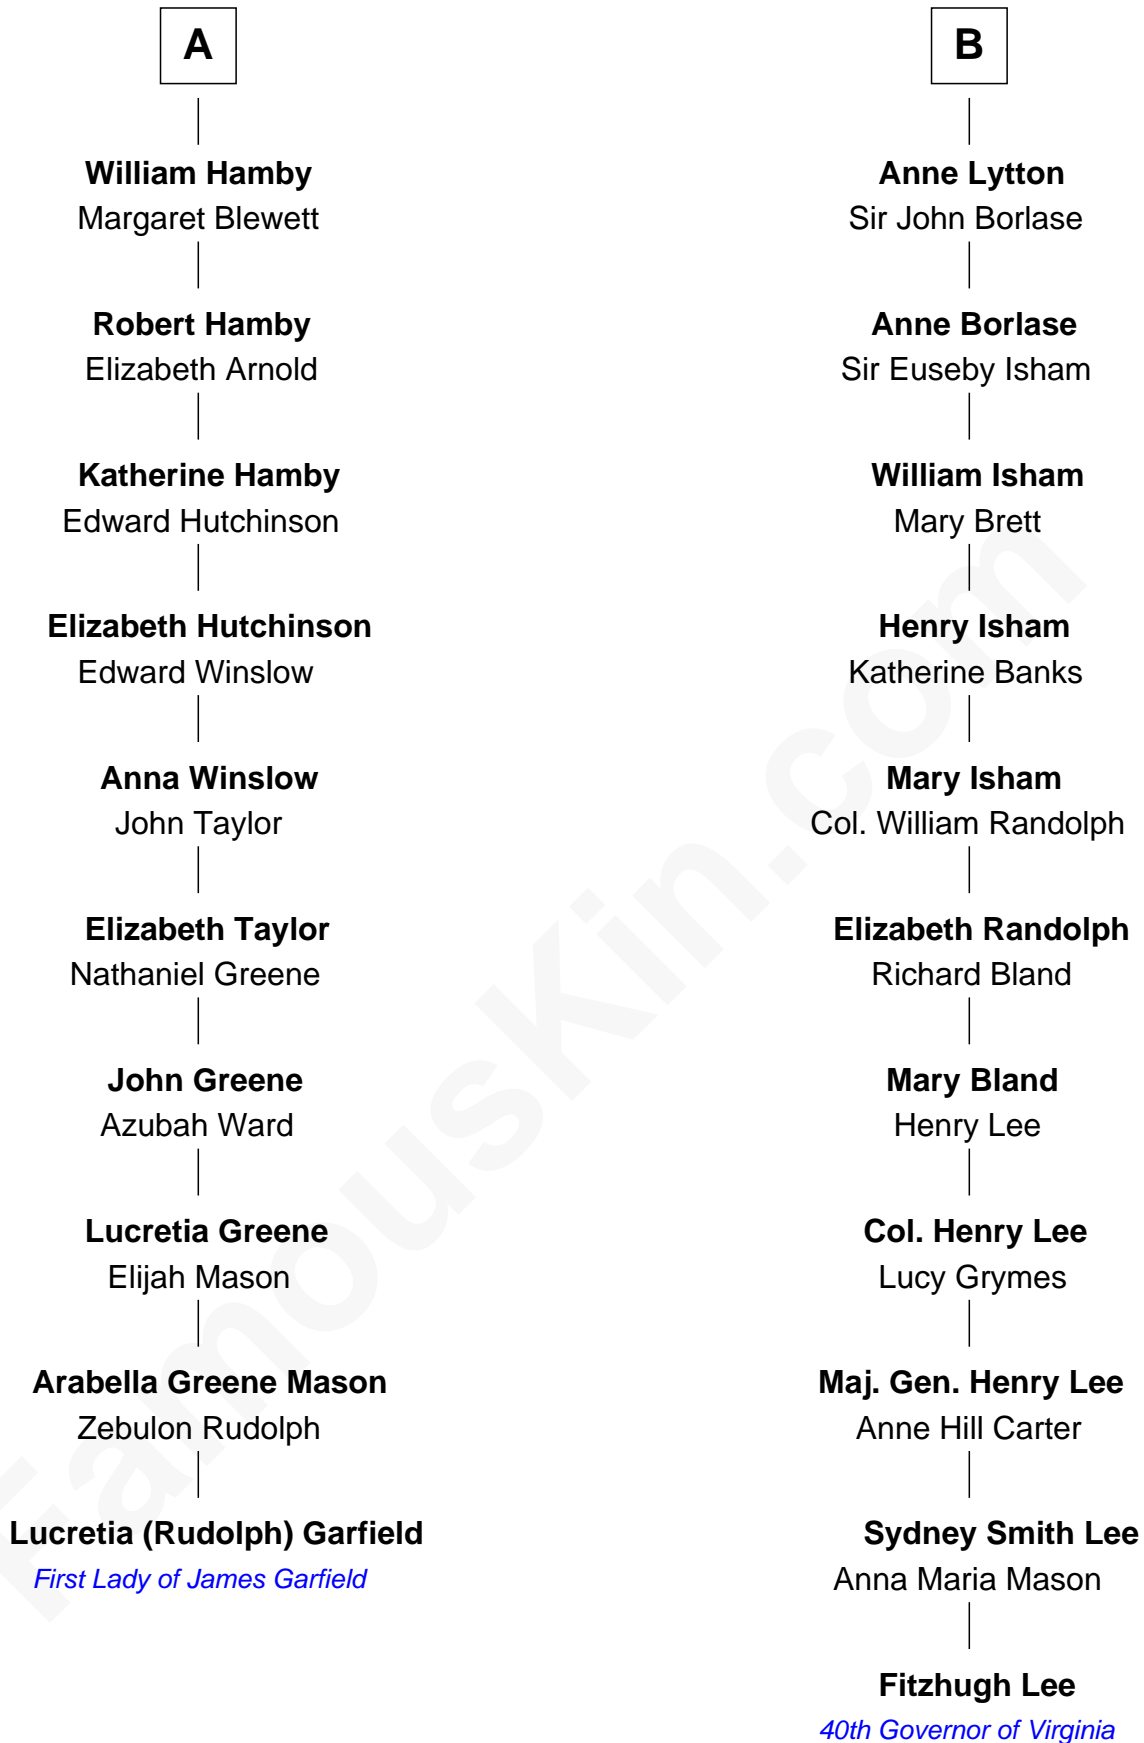 A
William Hamby
Margaret Blewett
Robert Hamby
Elizabeth Arnold
Katherine Hamby
Edward Hutchinson
Elizabeth Hutchinson
Edward Winslow
Anna Winslow
John Taylor
Elizabeth Taylor
Nathaniel Greene
John Greene
Azubah Ward
Lucretia Greene
Elijah Mason
Arabella Greene Mason
Zebulon Rudolph
Lucretia (Rudolph) Garfield
First Lady of James Garfield
B
Anne Lytton
Sir John Borlase
Anne Borlase
Sir Euseby Isham
William Isham
Mary Brett
Henry Isham
Katherine Banks
Mary Isham
Col. William Randolph
Elizabeth Randolph
Richard Bland
Mary Bland
Henry Lee
Col. Henry Lee
Lucy Grymes
Maj. Gen. Henry Lee
Anne Hill Carter
Sydney Smith Lee
Anna Maria Mason
Fitzhugh Lee
40th Governor of Virginia
FamousKin.com